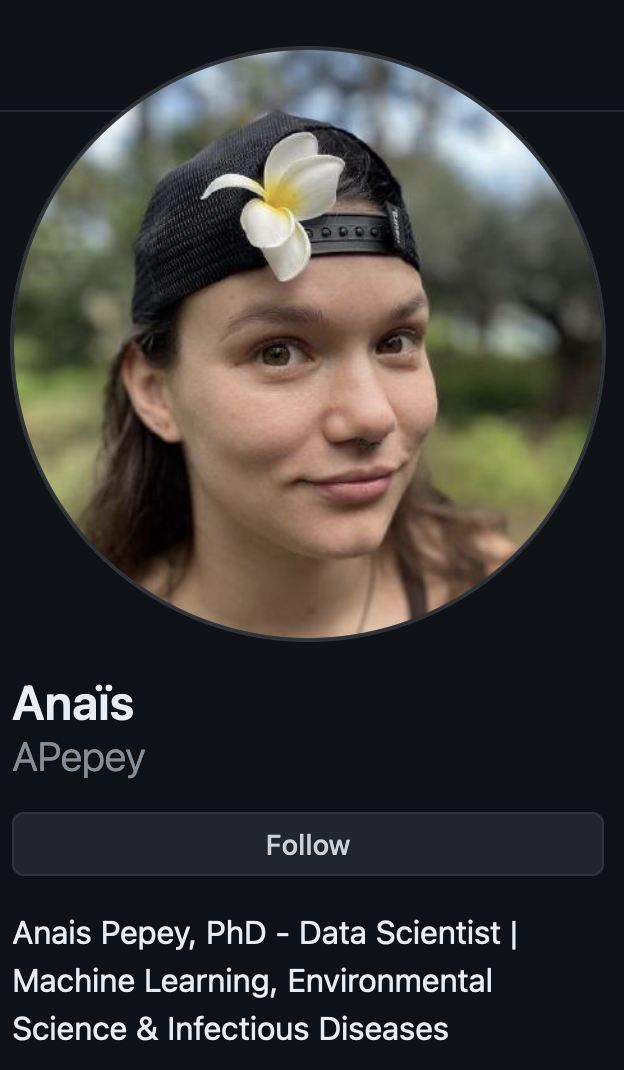 Anaïs
APepey
Follow
Anais Pepey, PhD - Data Scientist |
Machine Learning, Environmental
Science & Infectious Diseases